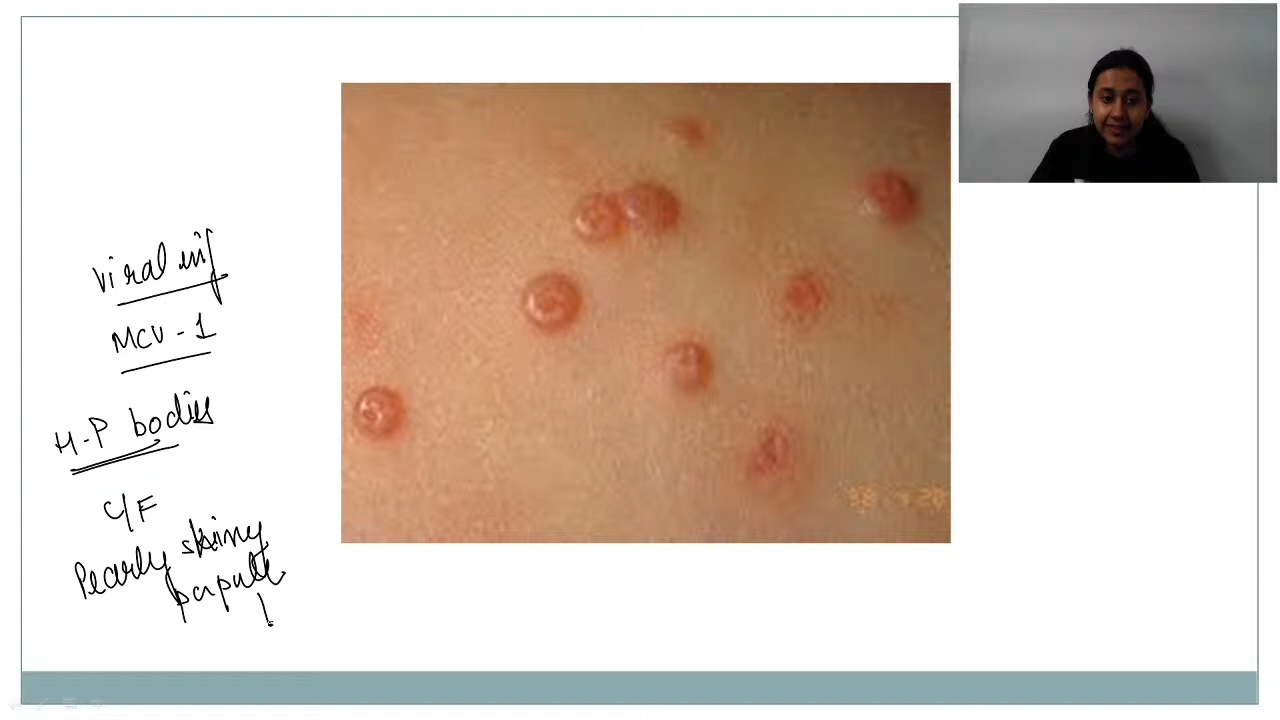 Viral inf
MCV-1
H-P bodies
C/F
Pearly shiny
papule